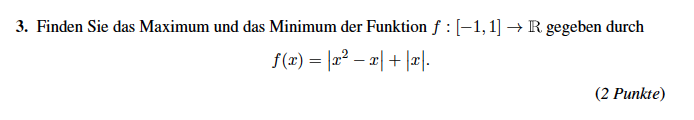 3. Finden Sie das Maximum und das Minimum der Funktion f : [−1, 1] → ℝ gegeben durch
f(x) = |x² − x| + |x|.
(2 Punkte)